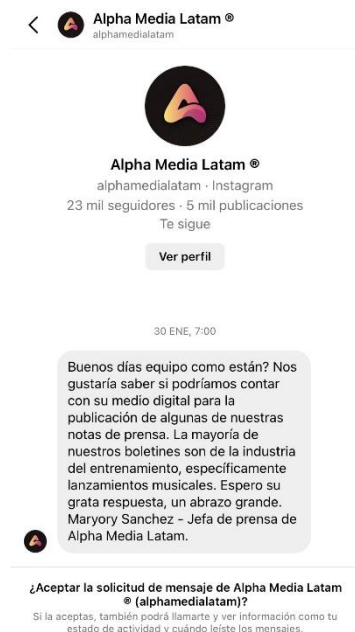 Alpha Media Latam ®
alphamedialatam
Alpha Media Latam ®
alphamedialatam · Instagram
23 mil seguidores · 5 mil publicaciones
Te sigue
Ver perfil
30 ENE, 7:00
Buenos días equipo como están? Nos
gustaría saber si podríamos contar
con su medio digital para la
publicación de algunas de nuestras
notas de prensa. La mayoría de
nuestros boletines son de la industria
del entrenamiento, específicamente
lanzamientos musicales. Espero su
grata respuesta, un abrazo grande.
Maryory Sanchez - Jefa de prensa de
Alpha Media Latam.
¿Aceptar la solicitud de mensaje de Alpha Media Latam
® (alphamedialatam)?
Si la aceptas, también podrá llamarte y ver información como tu
estado de actividad y cuándo leíste los mensajes.